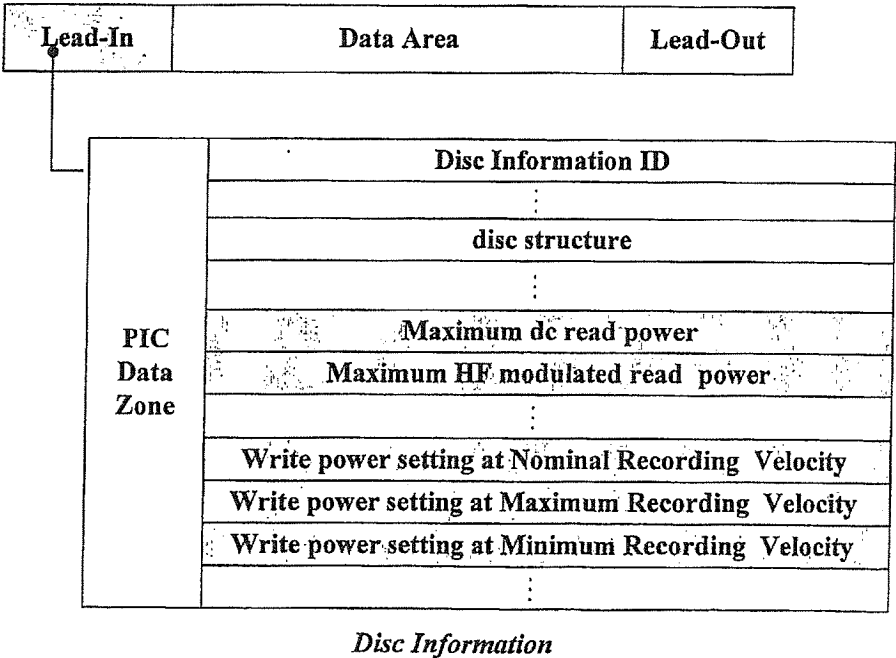 Lead-In Data Area Lead-Out
Disc Information ID
disc structure
PIC
Data
Zone
Maximum dc read power
Maximum HF modulated read power
Write power setting at Nominal Recording Velocity
Write power setting at Maximum Recording Velocity
Write power setting at Minimum Recording Velocity
Disc Information